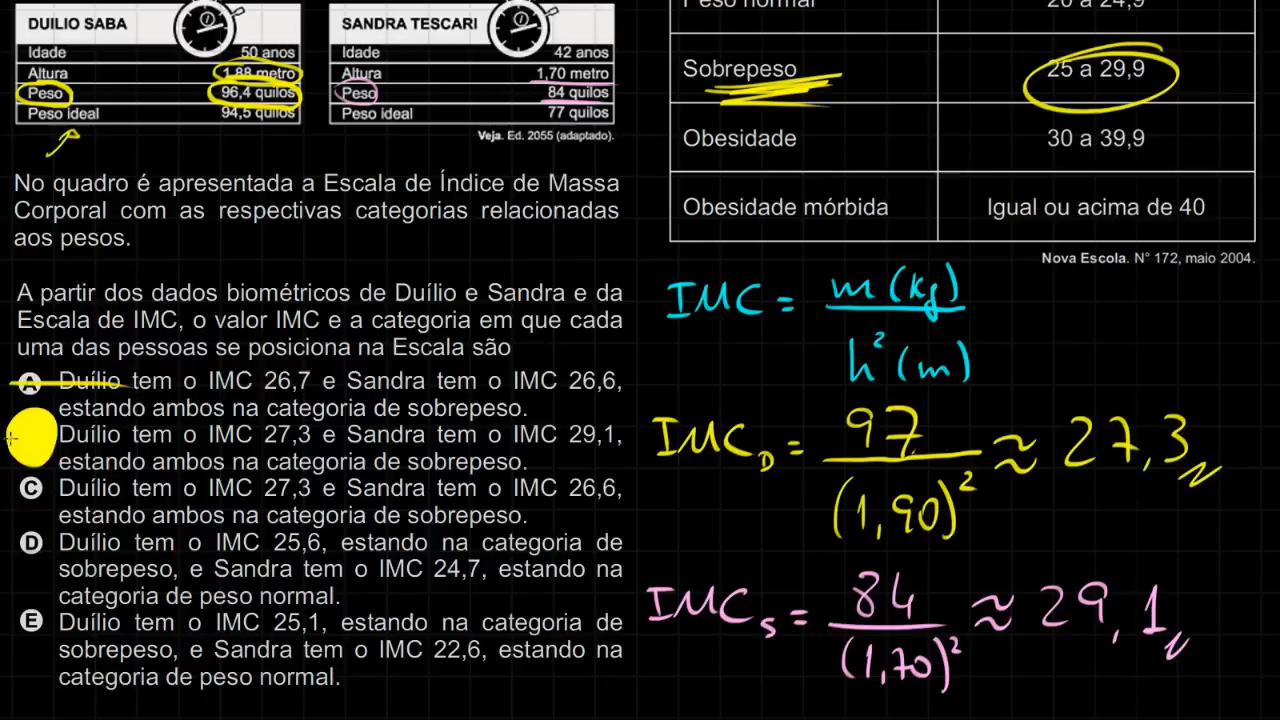 DUILIO SABA
Idade 50 anos
Altura 1,88 metro
Peso 96,4 quilos
Peso ideal 94,5 quilos
SANDRA TESCARI
Idade 42 anos
Altura 1,70 metro
Peso 84 quilos
Peso ideal 77 quilos
Veja. Ed. 2055 (adaptado).
No quadro é apresentada a Escala de Índice de Massa
Corporal com as respectivas categorias relacionadas
aos pesos.
A partir dos dados biométricos de Duílio e Sandra e da
Escala de IMC, o valor IMC e a categoria em que cada
uma das pessoas se posiciona na Escala são
A Duílio tem o IMC 26,7 e Sandra tem o IMC 26,6,
estando ambos na categoria de sobrepeso.
Duílio tem o IMC 27,3 e Sandra tem o IMC 29,1,
estando ambos na categoria de sobrepeso.
C Duílio tem o IMC 27,3 e Sandra tem o IMC 26,6,
estando ambos na categoria de sobrepeso.
D Duílio tem o IMC 25,6, estando na categoria de
sobrepeso, e Sandra tem o IMC 24,7, estando na
categoria de peso normal.
E Duílio tem o IMC 25,1, estando na categoria de
sobrepeso, e Sandra tem o IMC 22,6, estando na
categoria de peso normal.
Peso normal 20 a 24,9
Sobrepeso 25 a 29,9
Obesidade 30 a 39,9
Obesidade mórbida Igual ou acima de 40
Nova Escola. N° 172, maio 2004.
IMC = m(kg)
h²(m)
IMC_D = 97 ≈ 27,3
(1,90)²
IMC_S = 84 ≈ 29,1
(1,70)²